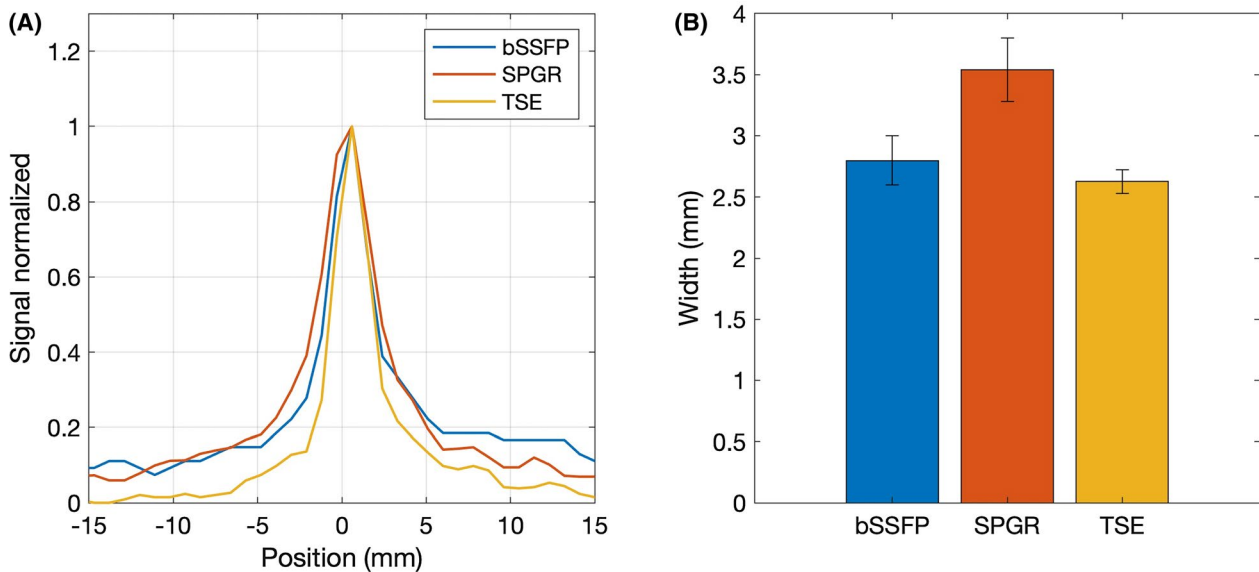 (A)
Signal normalized
1.2
1
0.8
0.6
0.4
0.2
0
-15
-10
-5
0
5
10
15
Position (mm)
bSSFP
SPGR
TSE
(B)
Width (mm)
4
3.5
3
2.5
2
1.5
1
0.5
0
bSSFP
SPGR
TSE